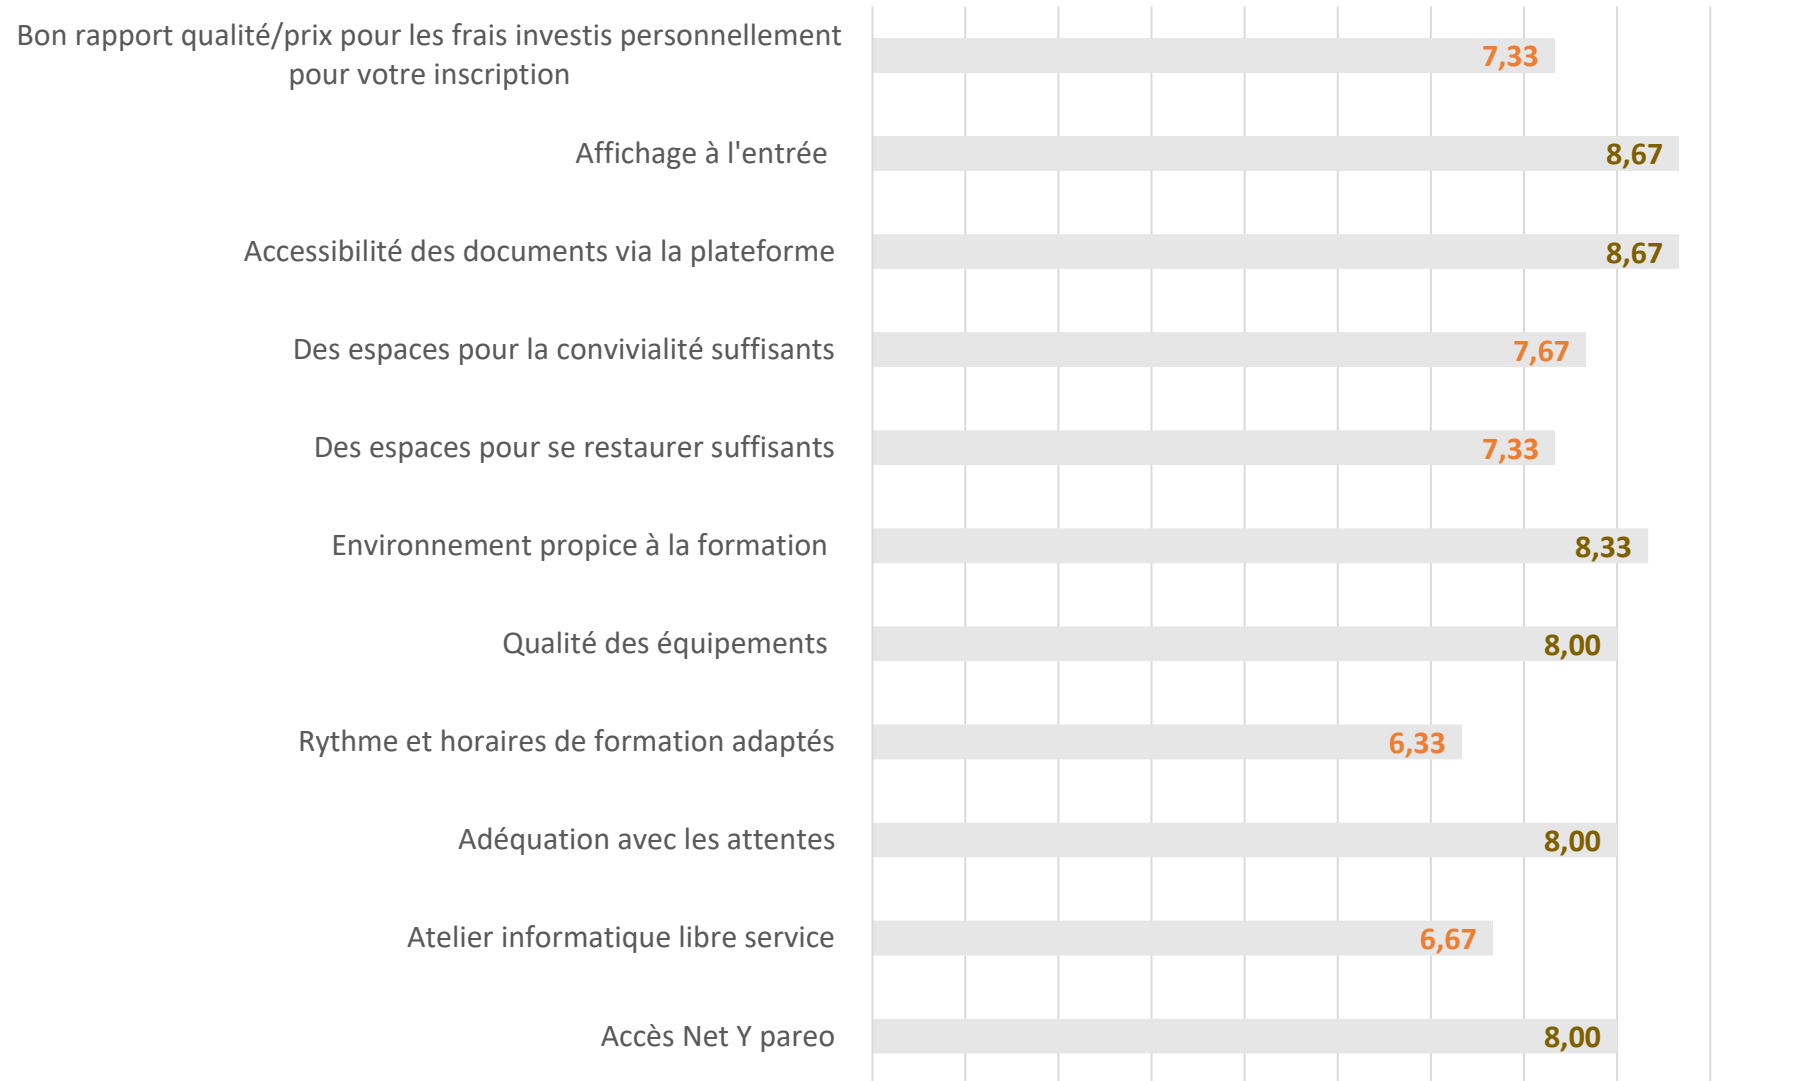 Bon rapport qualité/prix pour les frais investis personnellement
pour votre inscription
7,33
Affichage à l'entrée
8,67
Accessibilité des documents via la plateforme
8,67
Des espaces pour la convivialité suffisants
7,67
Des espaces pour se restaurer suffisants
7,33
Environnement propice à la formation
8,33
Qualité des équipements
8,00
Rythme et horaires de formation adaptés
6,33
Adéquation avec les attentes
8,00
Atelier informatique libre service
6,67
Accès Net Y pareo
8,00